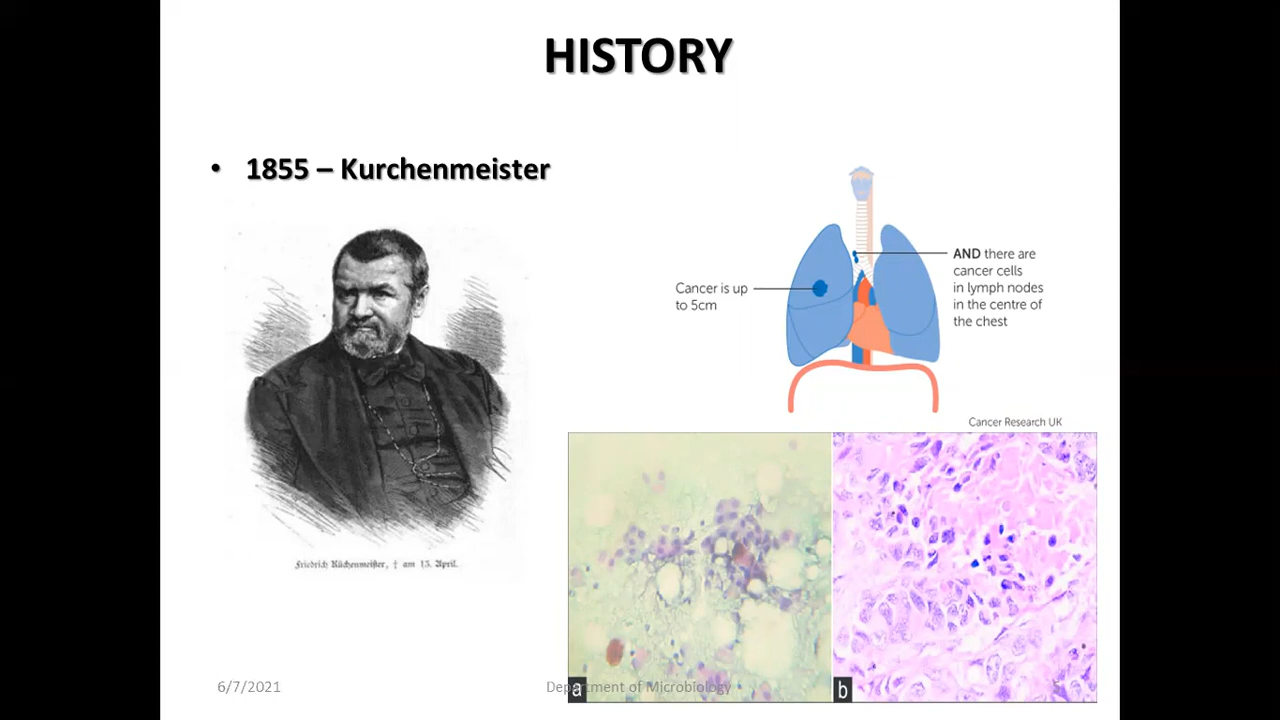 HISTORY
• 1855 – Kurchenmeister
Cancer is up
to 5cm
AND there are
cancer cells
in lymph nodes
in the centre of
the chest
Cancer Research UK
Friedrich Küchenmeister, † am 15. April.
a
b
6/7/2021
Department of Microbiology